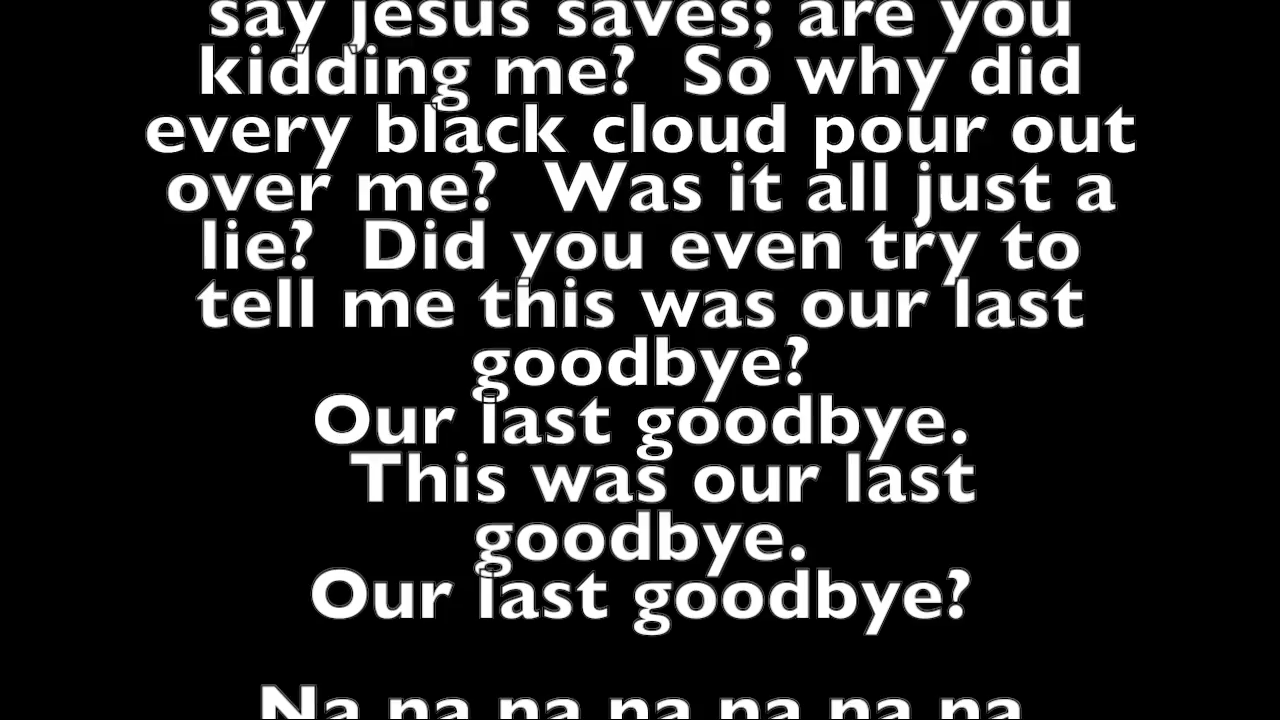 say Jesus saves; are you
kidding me?  So why did
every black cloud pour out
over me?  Was it all just a
lie?  Did you even try to
tell me this was our last
goodbye?
Our last goodbye.
This was our last
goodbye.
Our last goodbye?
Na na na na na na na